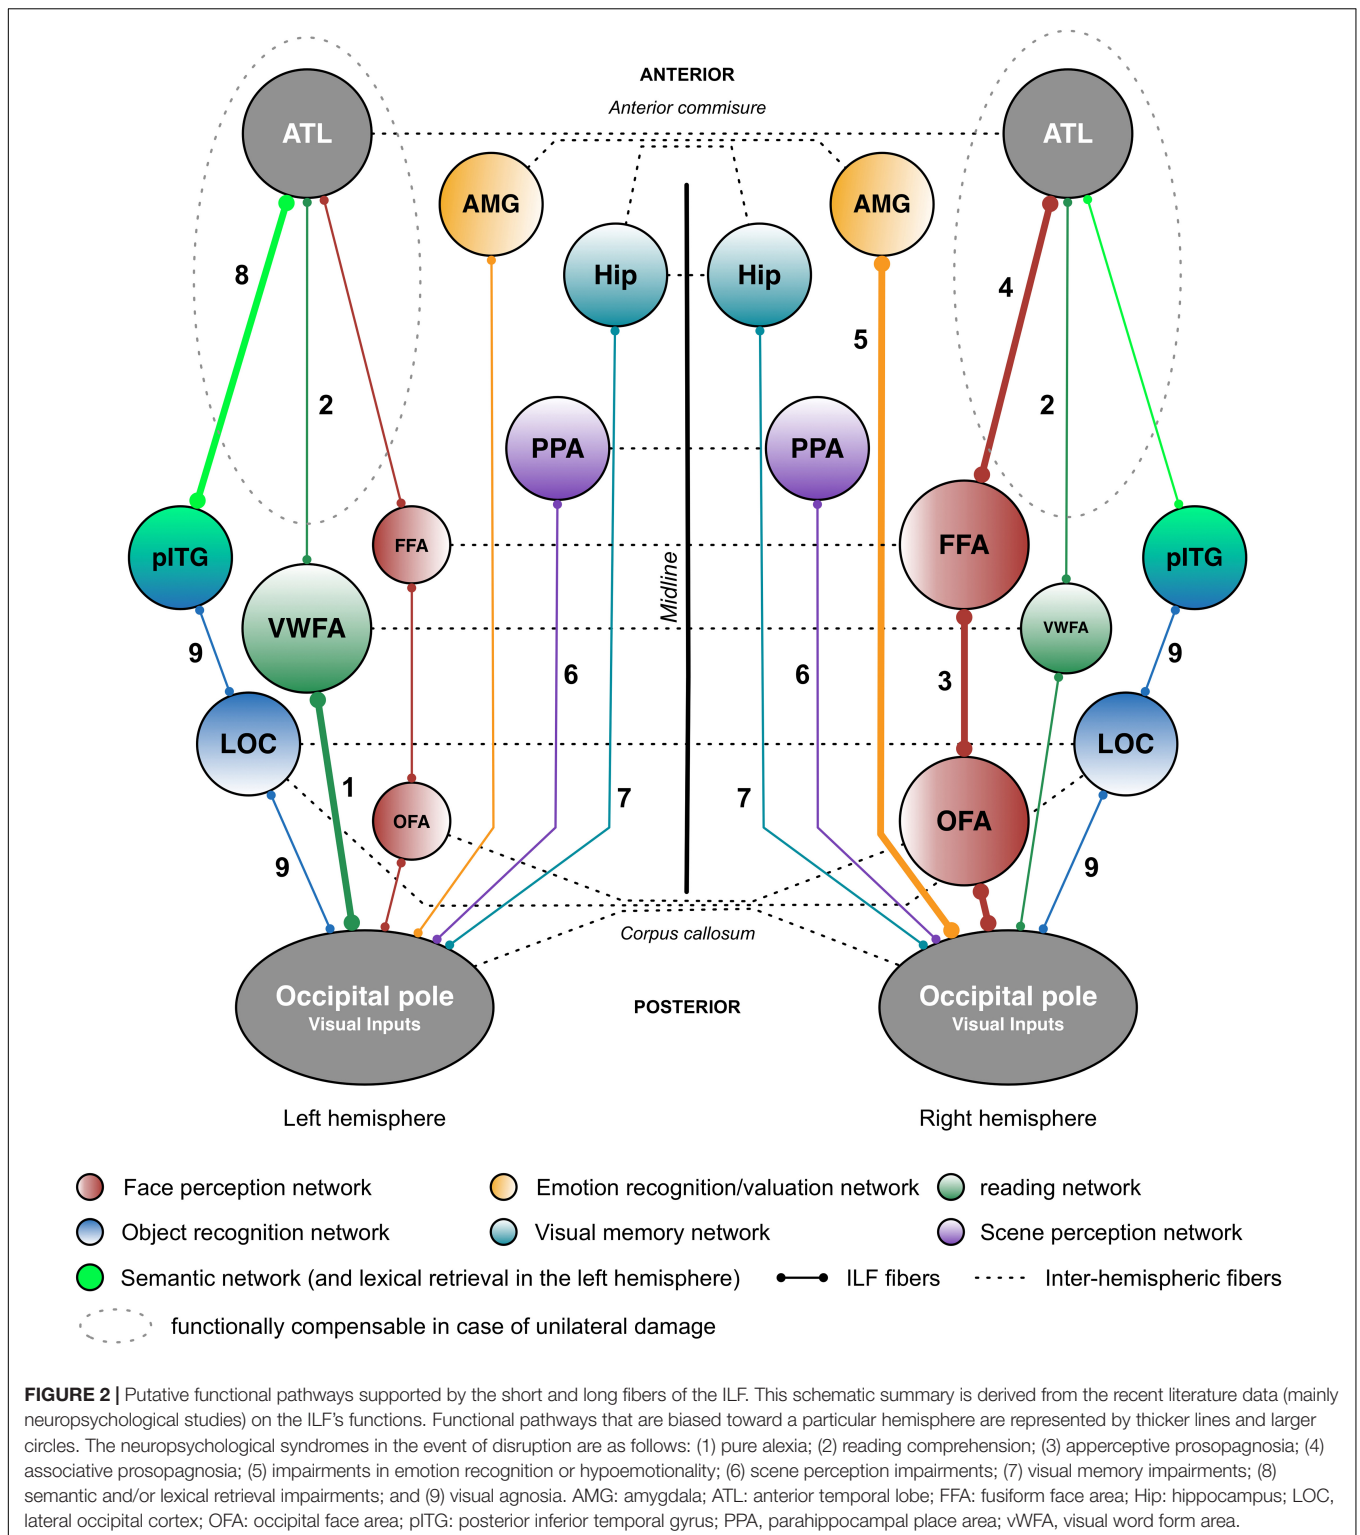 ANTERIOR
Anterior commisure
ATL
ATL
AMG
AMG
Hip
Hip
8
4
5
2
2
PPA
PPA
pITG
FFA
FFA
pITG
Midline
VWFA
VWFA
9
6
6
3
9
LOC
LOC
1
7
7
OFA
OFA
9
9
Corpus callosum
Occipital pole
Visual Inputs
POSTERIOR
Occipital pole
Visual Inputs
Left hemisphere
Right hemisphere
Face perception network
Emotion recognition/valuation network
reading network
Object recognition network
Visual memory network
Scene perception network
Semantic network (and lexical retrieval in the left hemisphere)
ILF fibers
Inter-hemispheric fibers
functionally compensable in case of unilateral damage
FIGURE 2 | Putative functional pathways supported by the short and long fibers of the ILF. This schematic summary is derived from the recent literature data (mainly
neuropsychological studies) on the ILF's functions. Functional pathways that are biased toward a particular hemisphere are represented by thicker lines and larger
circles. The neuropsychological syndromes in the event of disruption are as follows: (1) pure alexia; (2) reading comprehension; (3) apperceptive prosopagnosia; (4)
associative prosopagnosia; (5) impairments in emotion recognition or hypoemotionality; (6) scene perception impairments; (7) visual memory impairments; (8)
semantic and/or lexical retrieval impairments; and (9) visual agnosia. AMG: amygdala; ATL: anterior temporal lobe; FFA: fusiform face area; Hip: hippocampus; LOC,
lateral occipital cortex; OFA: occipital face area; pITG: posterior inferior temporal gyrus; PPA, parahippocampal place area; vWFA, visual word form area.